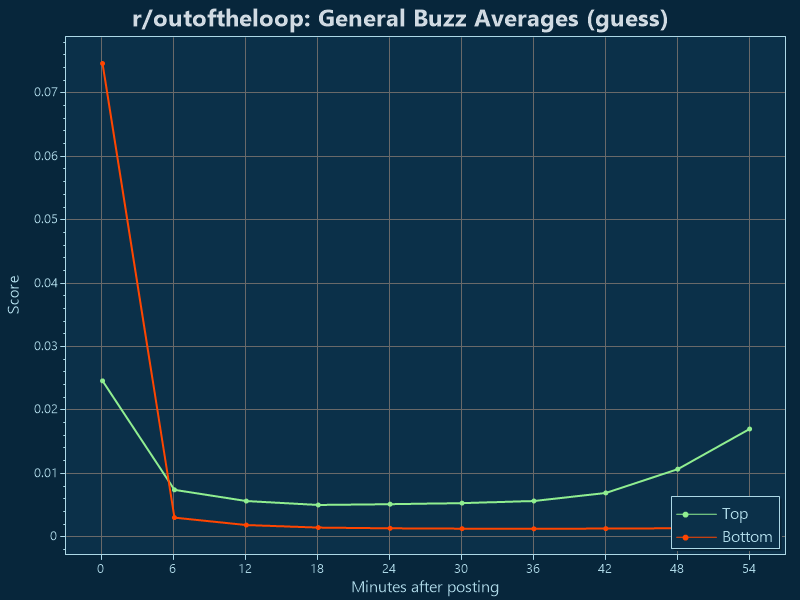 r/outoftheloop: General Buzz Averages (guess)
0.07
0.06
0.05
0.04
0.03
0.02
0.01
0
Score
0 6 12 18 24 30 36 42 48 54
Minutes after posting
Top
Bottom